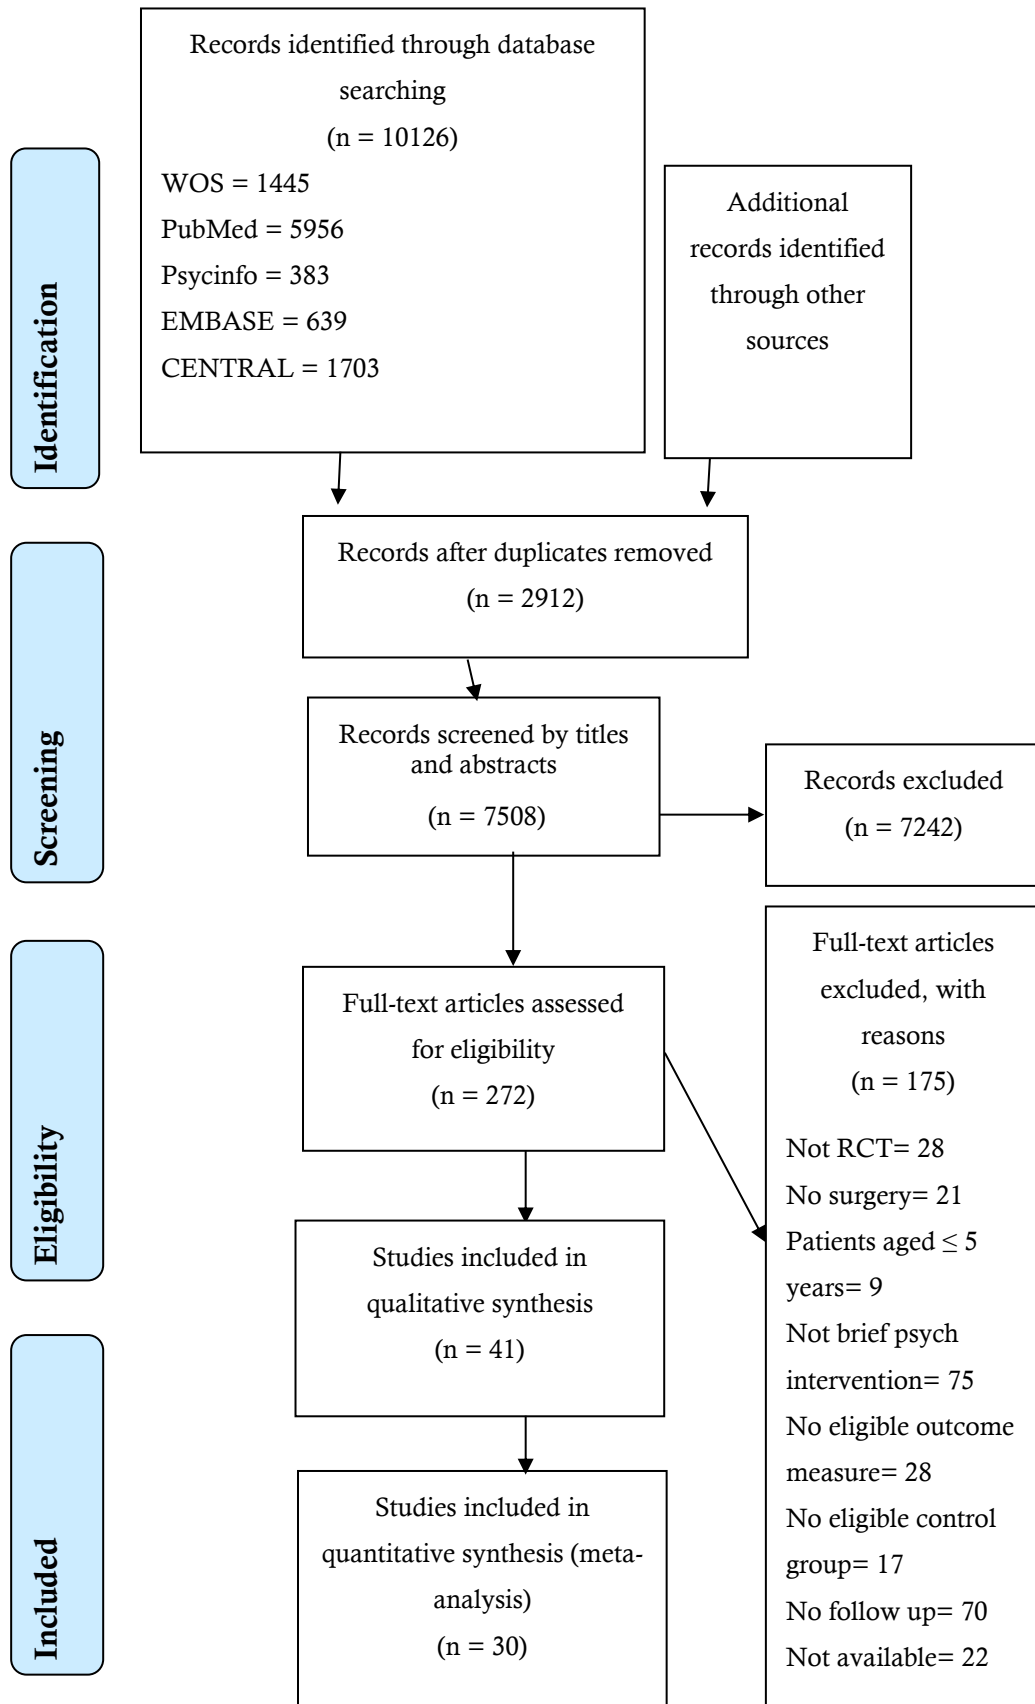 Records identified through database
searching
(n = 10126)
WOS = 1445
PubMed = 5956
Psycinfo = 383
EMBASE = 639
CENTRAL = 1703
Additional
records identified
through other
sources
Identification
Records after duplicates removed
(n = 2912)
Screening
Records screened by titles
and abstracts
(n = 7508)
Records excluded
(n = 7242)
Eligibility
Full-text articles assessed
for eligibility
(n = 272)
Full-text articles
excluded, with
reasons
(n = 175)
Not RCT= 28
No surgery= 21
Patients aged ≤ 5
years= 9
Not brief psych
intervention= 75
No eligible outcome
measure= 28
No eligible control
group= 17
No follow up= 70
Not available= 22
Studies included in
qualitative synthesis
(n = 41)
Included
Studies included in
quantitative synthesis (meta-
analysis)
(n = 30)